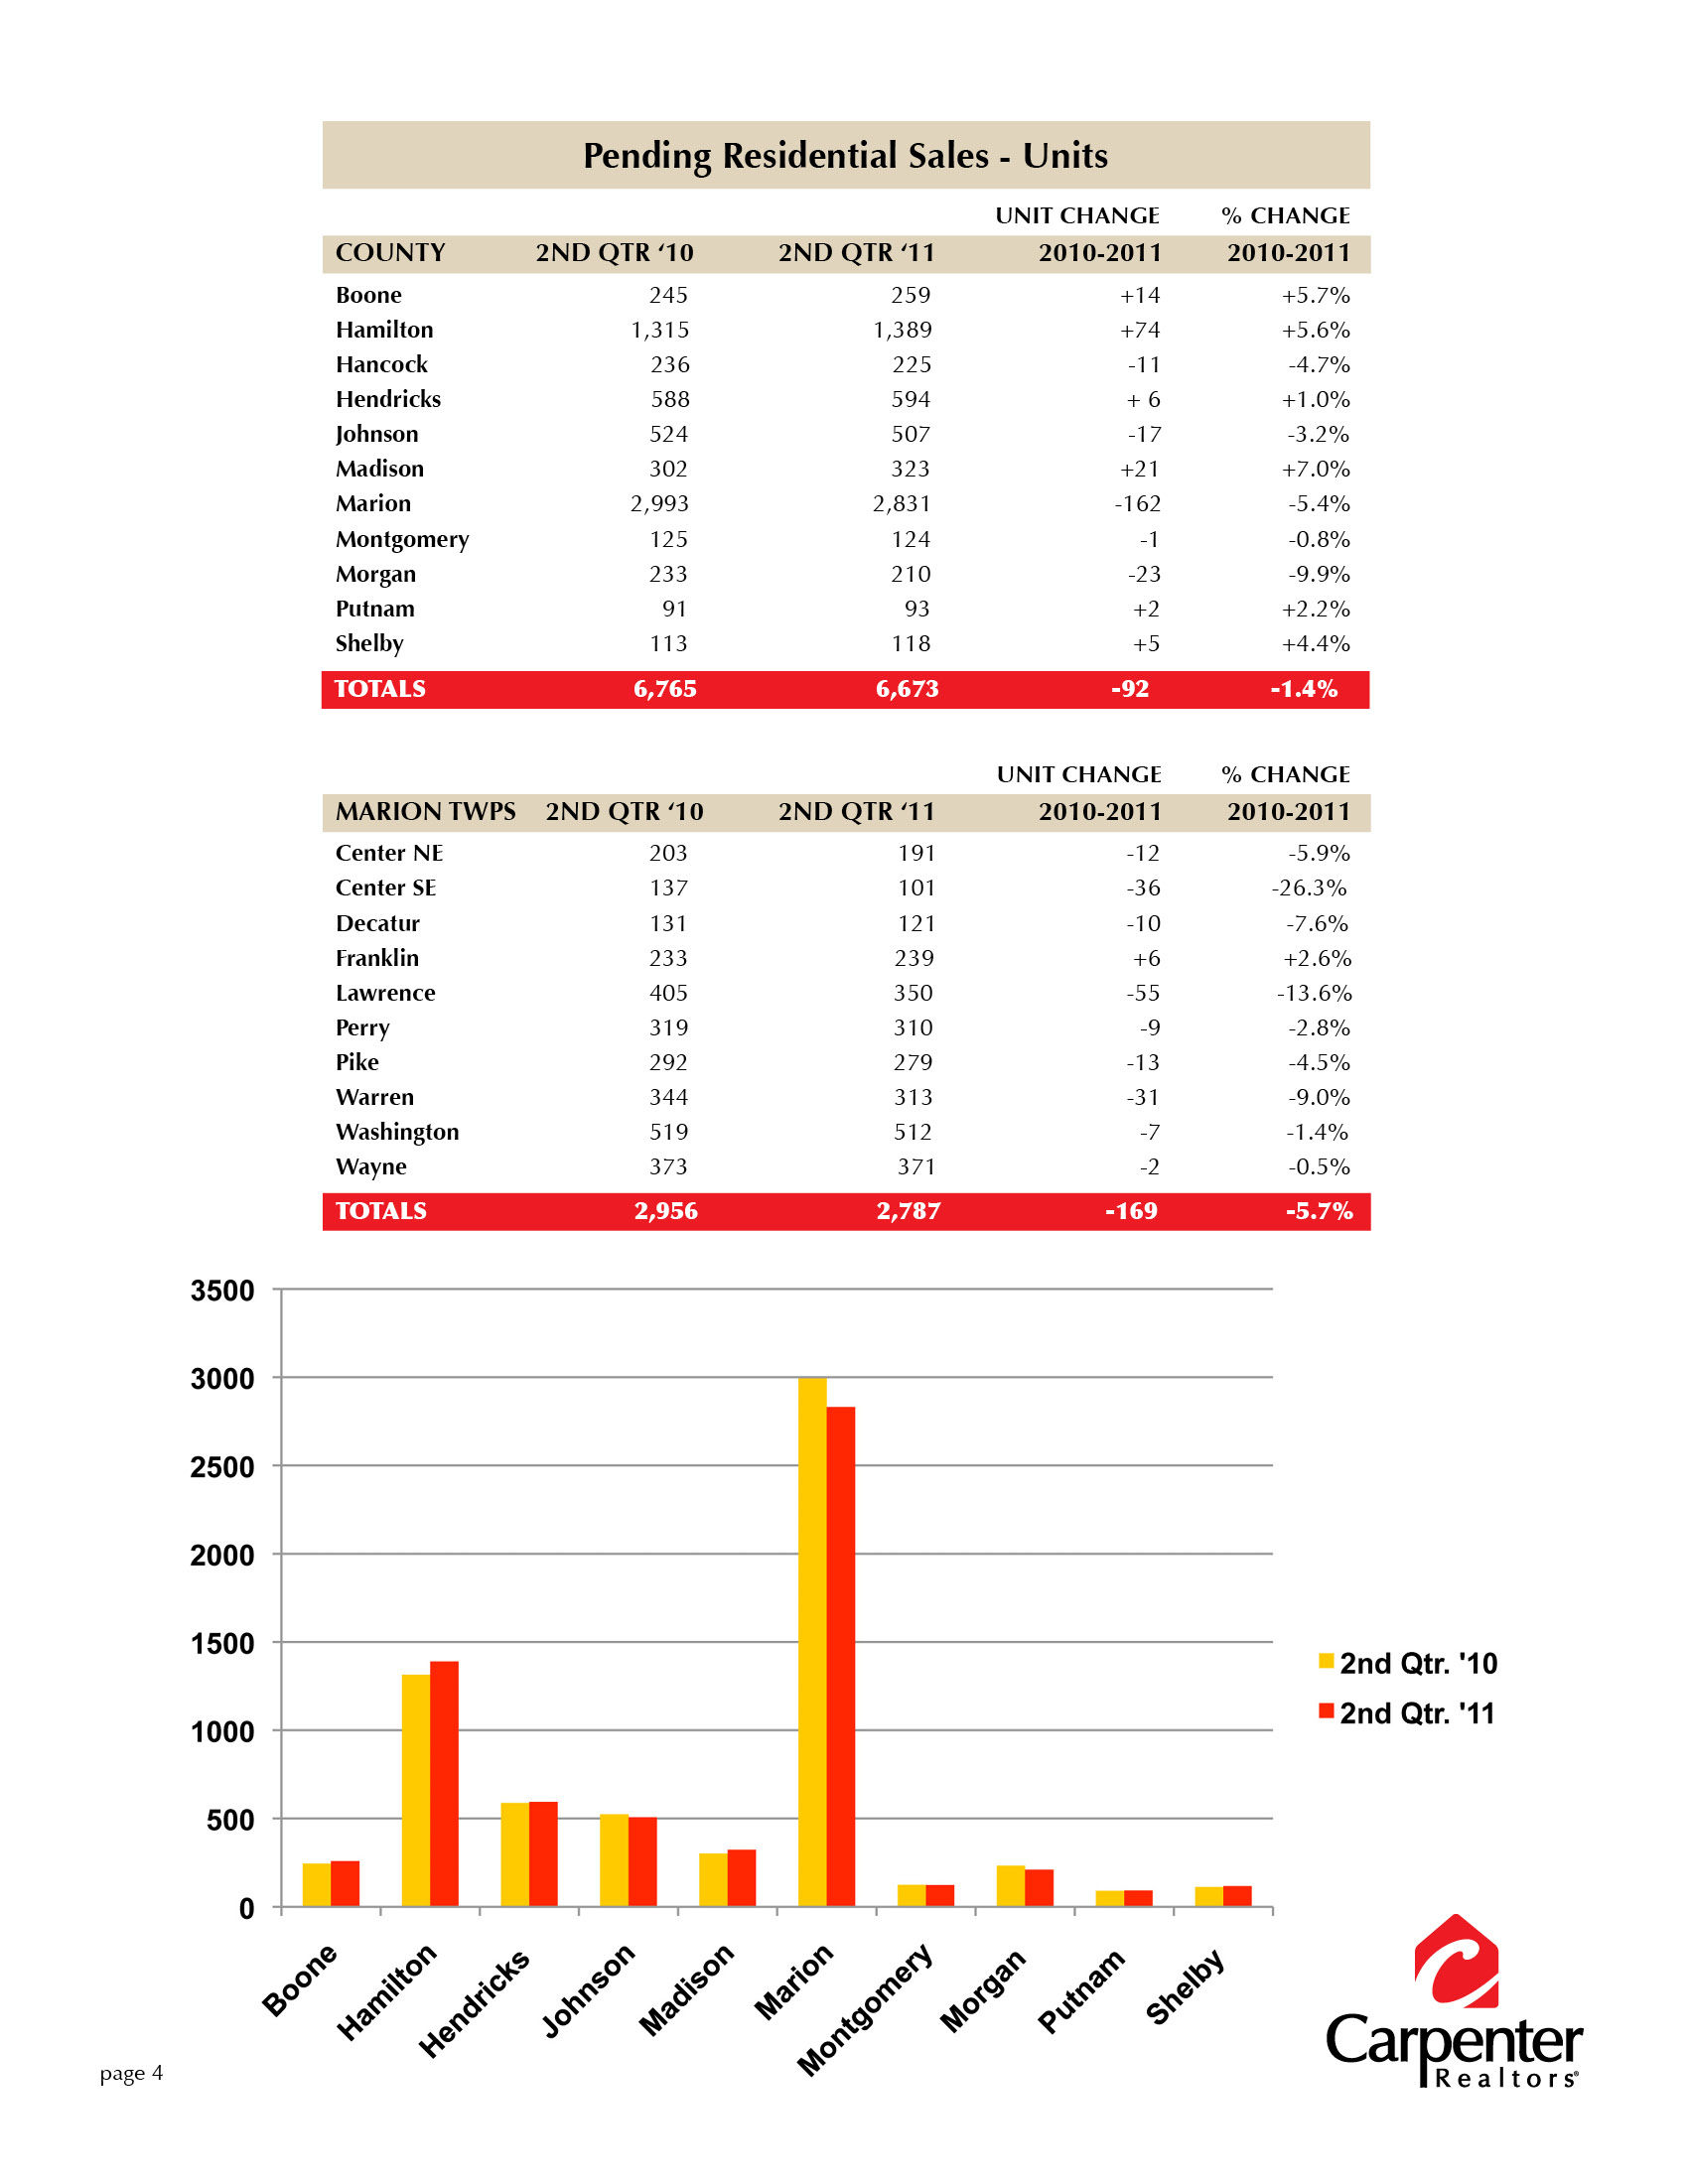 Pending Residential Sales - Units
UNIT CHANGE % CHANGE
COUNTY 2ND QTR ‘10 2ND QTR ‘11 2010-2011 2010-2011
Boone 245 259 +14 +5.7%
Hamilton 1,315 1,389 +74 +5.6%
Hancock 236 225 -11 -4.7%
Hendricks 588 594 + 6 +1.0%
Johnson 524 507 -17 -3.2%
Madison 302 323 +21 +7.0%
Marion 2,993 2,831 -162 -5.4%
Montgomery 125 124 -1 -0.8%
Morgan 233 210 -23 -9.9%
Putnam 91 93 +2 +2.2%
Shelby 113 118 +5 +4.4%
TOTALS 6,765 6,673 -92 -1.4%
UNIT CHANGE % CHANGE
MARION TWPS 2ND QTR ‘10 2ND QTR ‘11 2010-2011 2010-2011
Center NE 203 191 -12 -5.9%
Center SE 137 101 -36 -26.3%
Decatur 131 121 -10 -7.6%
Franklin 233 239 +6 +2.6%
Lawrence 405 350 -55 -13.6%
Perry 319 310 -9 -2.8%
Pike 292 279 -13 -4.5%
Warren 344 313 -31 -9.0%
Washington 519 512 -7 -1.4%
Wayne 373 371 -2 -0.5%
TOTALS 2,956 2,787 -169 -5.7%
3500
3000
2500
2000
1500
1000
500
0
Boone Hamilton Hendricks Johnson Madison Marion Montgomery Morgan Putnam Shelby
2nd Qtr. '10
2nd Qtr. '11
Carpenter
Realtors®
page 4